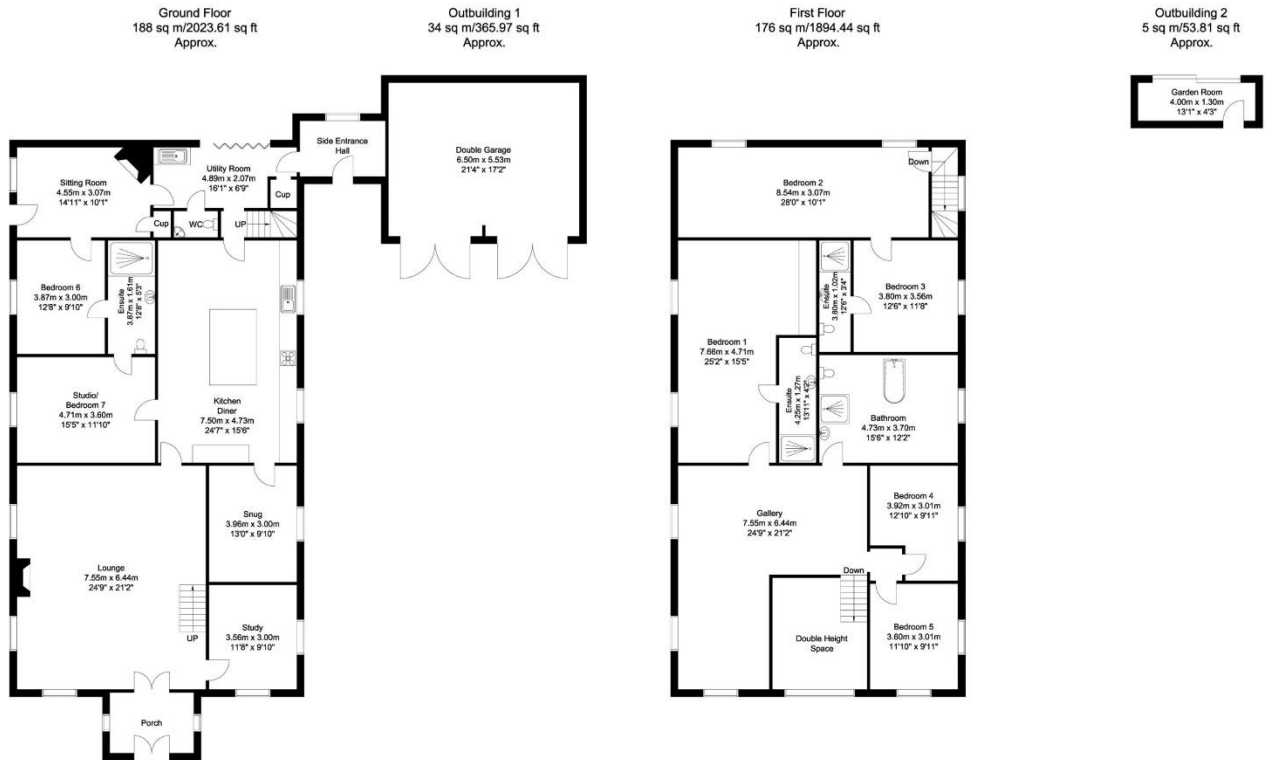 Ground Floor
188 sq m/2023.61 sq ft
Approx.
Outbuilding 1
34 sq m/365.97 sq ft
Approx.
First Floor
176 sq m/1894.44 sq ft
Approx.
Outbuilding 2
5 sq m/53.81 sq ft
Approx.
Side Entrance
Hall
Double Garage
6.50m x 5.53m
21'4" x 17'2"
Utility Room
4.89m x 2.07m
16'1" x 6'9"
Sitting Room
4.55m x 3.07m
14'11" x 10'1"
Cup
Cup
WC
UP
Bedroom 6
3.87m x 3.00m
12'8" x 9'10"
Ensuite
3.87m x 1.61m
12'8" x 5'3"
Studio/
Bedroom 7
4.71m x 3.60m
15'5" x 11'10"
Kitchen
Diner
7.50m x 4.73m
24'7" x 15'6"
Snug
3.96m x 3.00m
13'0" x 9'10"
Lounge
7.55m x 6.44m
24'9" x 21'2"
UP
Study
3.56m x 3.00m
11'8" x 9'10"
Porch
Bedroom 2
8.54m x 3.07m
28'0" x 10'1"
Down
Bedroom 1
7.66m x 4.71m
25'2" x 15'5"
Ensuite
3.80m x 1.02m
12'6" x 3'4"
Bedroom 3
3.80m x 3.56m
12'6" x 11'8"
Ensuite
4.25m x 1.27m
13'11" x 4'2"
Bathroom
4.73m x 3.70m
15'6" x 12'2"
Gallery
7.55m x 6.44m
24'9" x 21'2"
Bedroom 4
3.92m x 3.01m
12'10" x 9'11"
Down
Double Height
Space
Bedroom 5
3.60m x 3.01m
11'10" x 9'11"
Garden Room
4.00m x 1.30m
13'1" x 4'3"